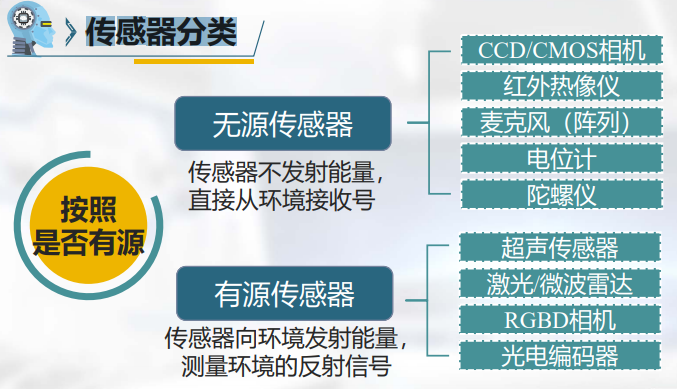 传感器分类
按照
是否有源
无源传感器
传感器不发射能量，
直接从环境接收号
CCD/CMOS相机
红外热像仪
麦克风（阵列）
电位计
陀螺仪
有源传感器
传感器向环境发射能量，
测量环境的反射信号
超声传感器
激光/微波雷达
RGBD相机
光电编码器